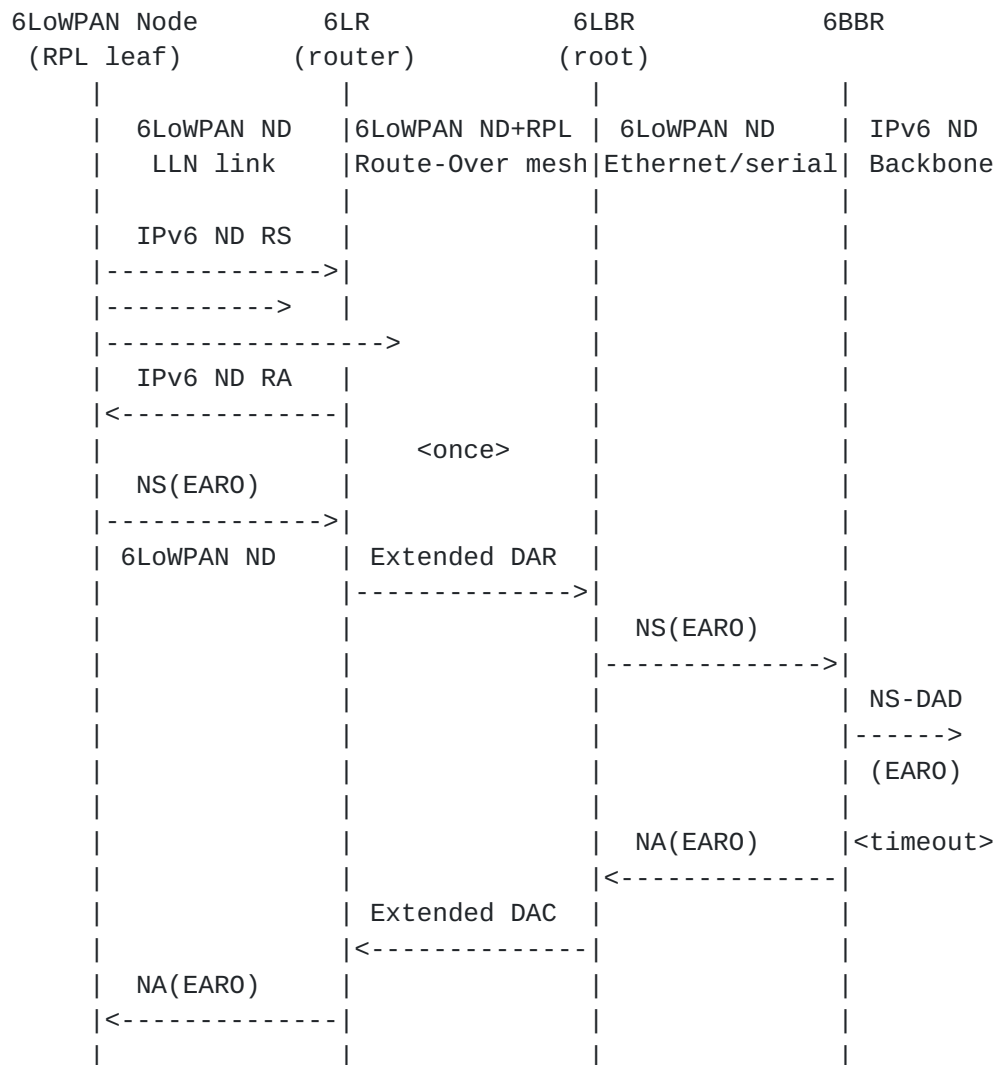 6LoWPAN Node 6LR 6LBR 6BBR
(RPL leaf) (router) (root)
6LoWPAN ND 6LoWPAN ND+RPL 6LoWPAN ND IPv6 ND
LLN link Route-Over mesh Ethernet/serial Backbone
IPv6 ND RS
IPv6 ND RA
<once>
NS(EARO)
6LoWPAN ND Extended DAR
NS(EARO)
NS-DAD
(EARO)
NA(EARO) <timeout>
Extended DAC
NA(EARO)